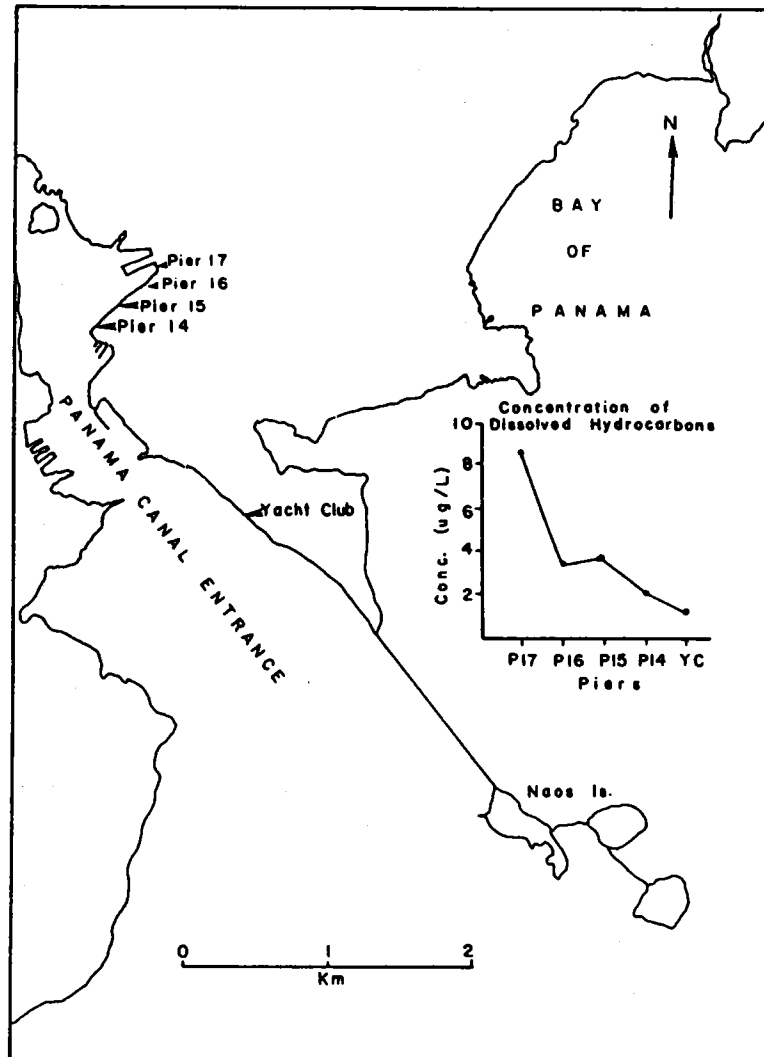 N
BAY
OF
PANAMA
Pier 17
Pier 16
Pier 15
Pier 14
PANAMA CANAL ENTRANCE
Yacht Club
Concentration of
Dissolved Hydrocarbons
10
8
6
4
2
Conc. (ug/L)
P17 P16 P15 P14 YC
Piers
Naos Is.
0 1 2
Km